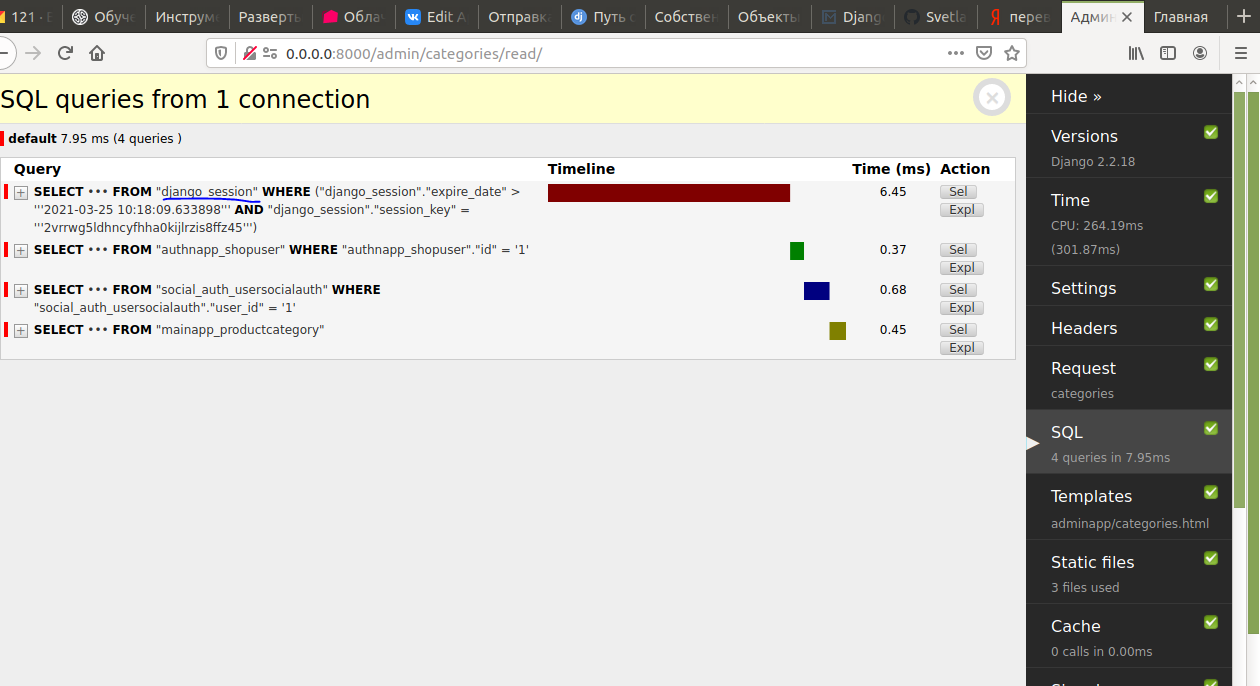 121 ·
Обуче
Инструм
Разверть
Обла
Edit A
Отправка
Путь
Собстве
Объекты
Djang
Svetla
перев
Админ
Главная
0.0.0.0:8000/admin/categories/read/
SQL queries from 1 connection
default 7.95 ms (4 queries )
Query Timeline Time (ms) Action
SELECT ••• FROM "django_session" WHERE ("django_session"."expire_date" >
'''2021-03-25 10:18:09.633898''' AND "django_session"."session_key" =
'''2vrrwg5ldhncyfhha0kijlrzis8ffz45''')
6.45
Sel
Expl
SELECT ••• FROM "authnapp_shopuser" WHERE "authnapp_shopuser"."id" = '1'
0.37
Sel
Expl
SELECT ••• FROM "social_auth_usersocialauth" WHERE
"social_auth_usersocialauth"."user_id" = '1'
0.68
Sel
Expl
SELECT ••• FROM "mainapp_productcategory"
0.45
Sel
Expl
Hide »
Versions
Django 2.2.18
Time
CPU: 264.19ms
(301.87ms)
Settings
Headers
Request
categories
SQL
4 queries in 7.95ms
Templates
adminapp/categories.html
Static files
3 files used
Cache
0 calls in 0.00ms